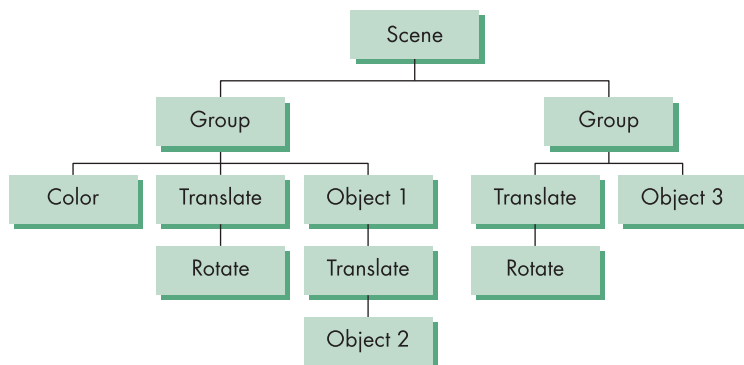 Scene
Group
Group
Color
Translate
Object 1
Translate
Object 3
Rotate
Translate
Rotate
Object 2